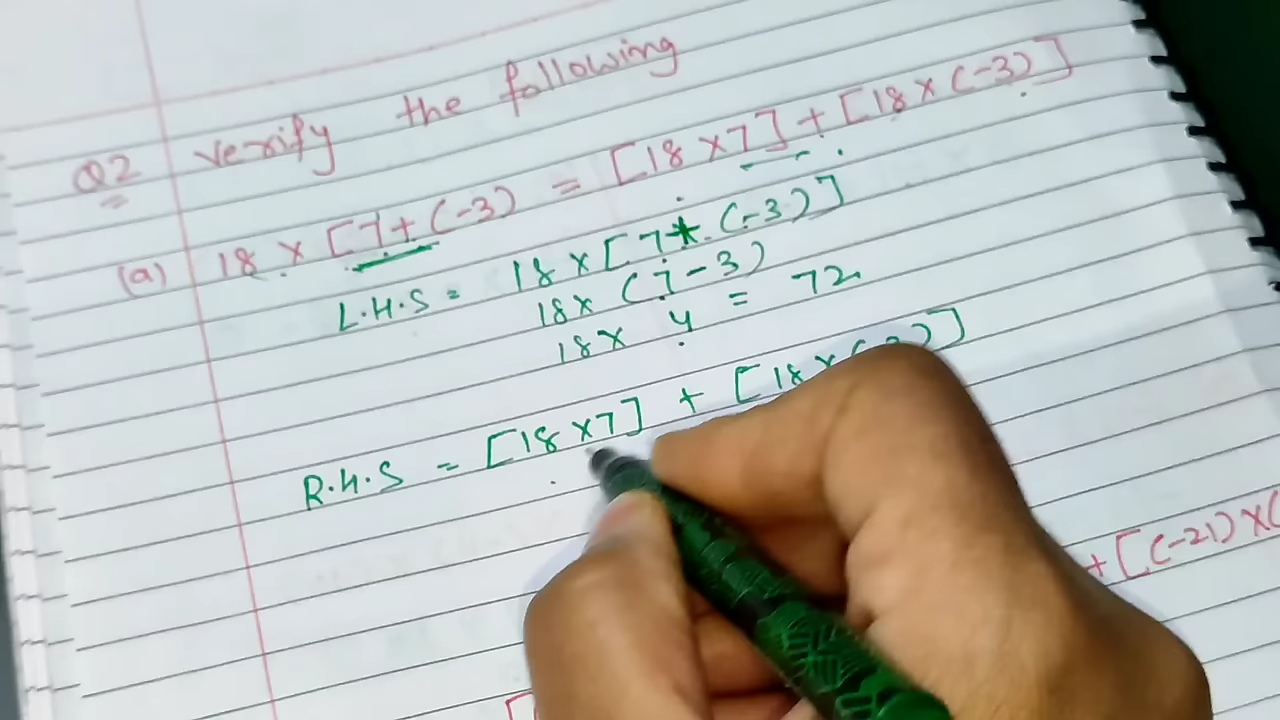 Q2 Verify the following
(a) 18 × [7+(-3) = [18 ×7] + [18 × (-3)]
L.H.S = 18 × [7+ (-3)]
18× (7-3)
18× 4 = 72
R.H.S = [18 ×7] + [18 ×
+[(-21)×(